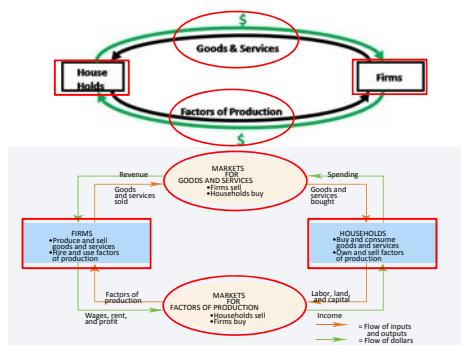 $
Goods & Services
House
Holds
Firms
Factors of Production
$
Revenue
MARKETS
FOR
GOODS AND SERVICES
•Firms sell
•Households buy
Spending
Goods
and services
sold
Goods and
services
bought
FIRMS
•Produce and sell
goods and services
•Hire and use factors
of production
HOUSEHOLDS
•Buy and consume
goods and services
•Own and sell factors
of production
Factors of
production
MARKETS
FOR
FACTORS OF PRODUCTION
•Households sell
•Firms buy
Labor, land,
and capital
Wages, rent,
and profit
Income
= Flow of inputs
and outputs
= Flow of dollars